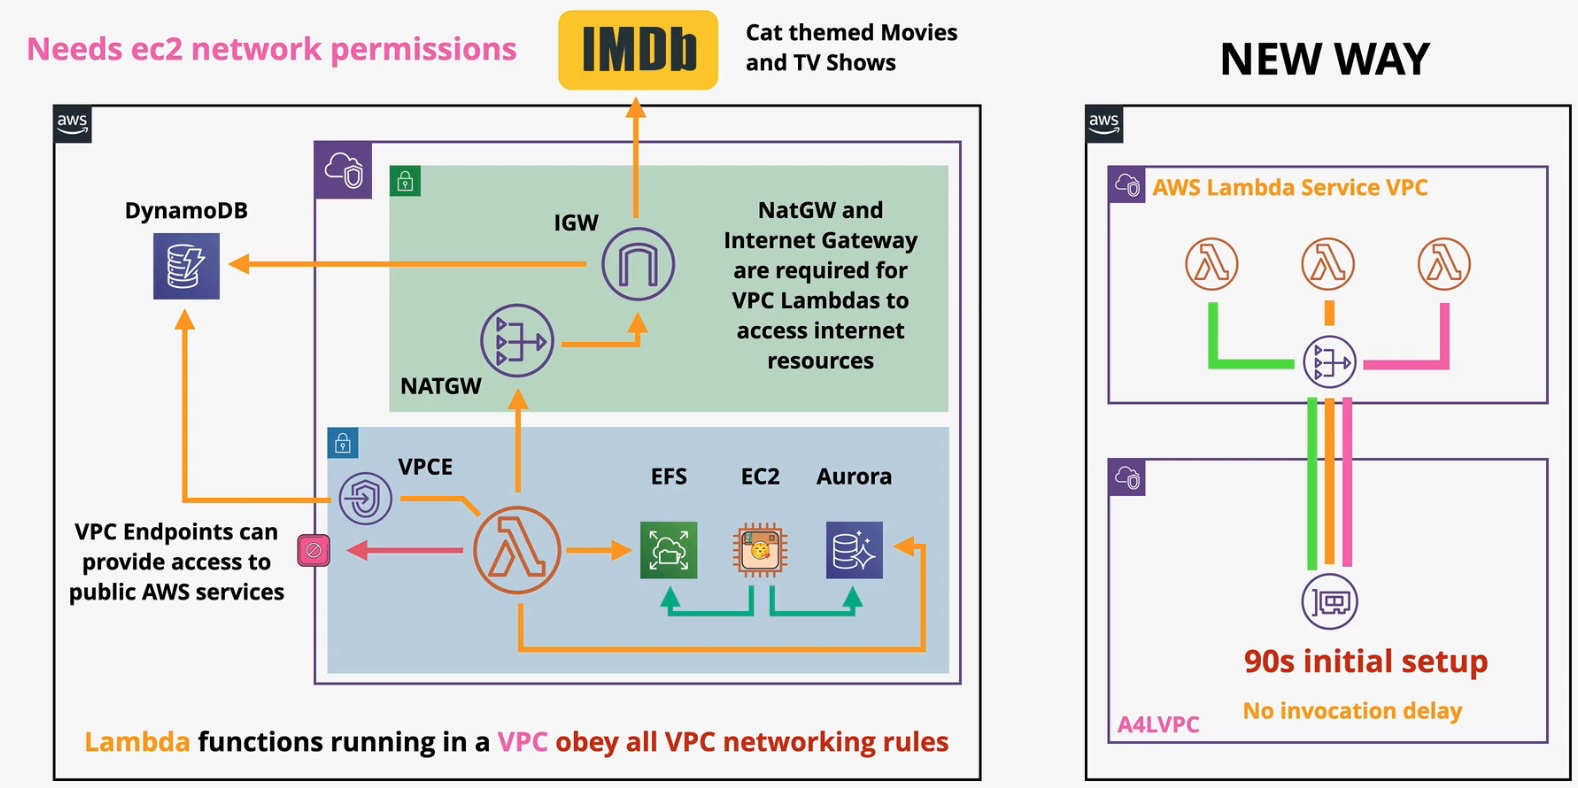 Needs ec2 network permissions
IMDb
Cat themed Movies
and TV Shows
aws
DynamoDB
IGW
NatGW and
Internet Gateway
are required for
VPC Lambdas to
access internet
resources
NATGW
VPCE
EFS
EC2
Aurora
VPC Endpoints can
provide access to
public AWS services
Lambda functions running in a VPC obey all VPC networking rules
NEW WAY
aws
AWS Lambda Service VPC
90s initial setup
No invocation delay
A4LVPC